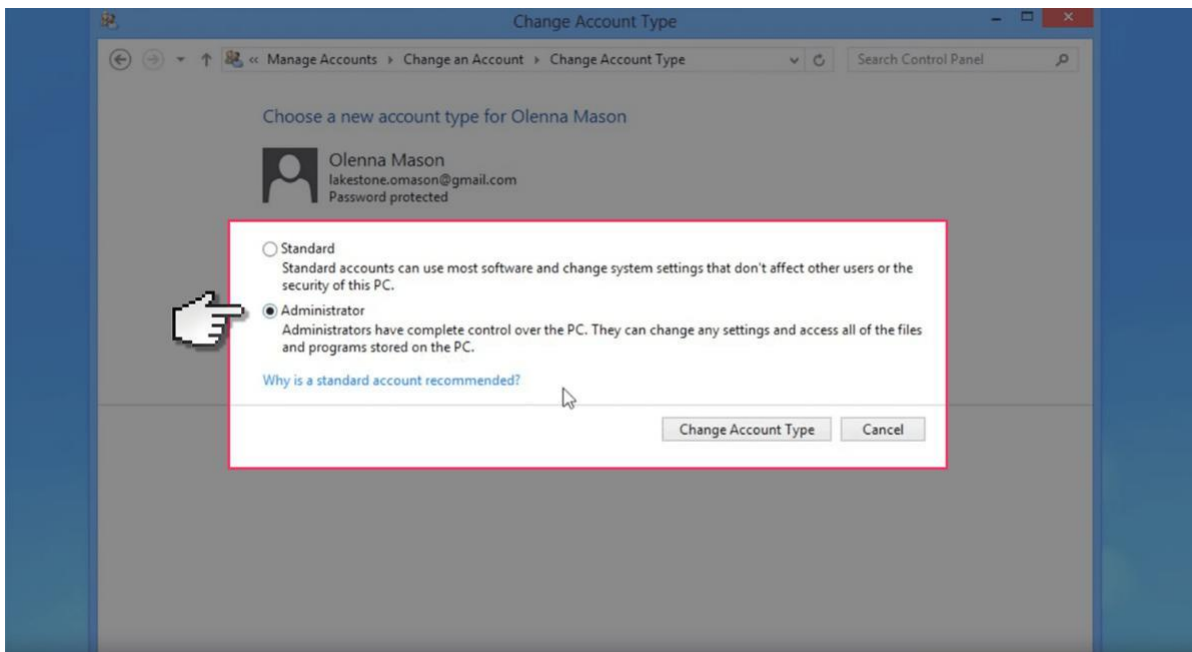 Change Account Type
« Manage Accounts ▸ Change an Account ▸ Change Account Type
Search Control Panel
Choose a new account type for Olenna Mason
Olenna Mason
lakestone.omason@gmail.com
Password protected
Standard
Standard accounts can use most software and change system settings that don't affect other users or the
security of this PC.
Administrator
Administrators have complete control over the PC. They can change any settings and access all of the files
and programs stored on the PC.
Why is a standard account recommended?
Change Account Type
Cancel